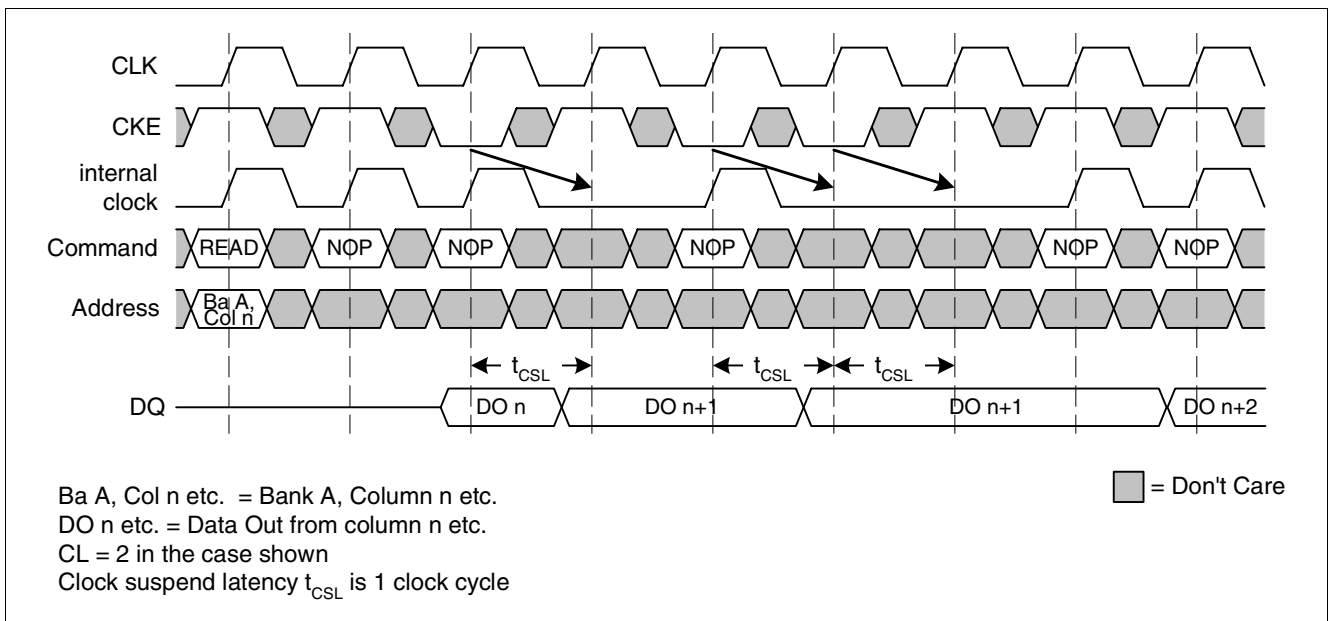 CLK
CKE
internal
clock
Command READ NOP NOP NOP NOP NOP
Address Ba A,
Col n
tCSL tCSL tCSL
DQ DO n DO n+1 DO n+1 DO n+2
Ba A, Col n etc. = Bank A, Column n etc.
= Don't Care
DO n etc. = Data Out from column n etc.
CL = 2 in the case shown
Clock suspend latency tCSL is 1 clock cycle